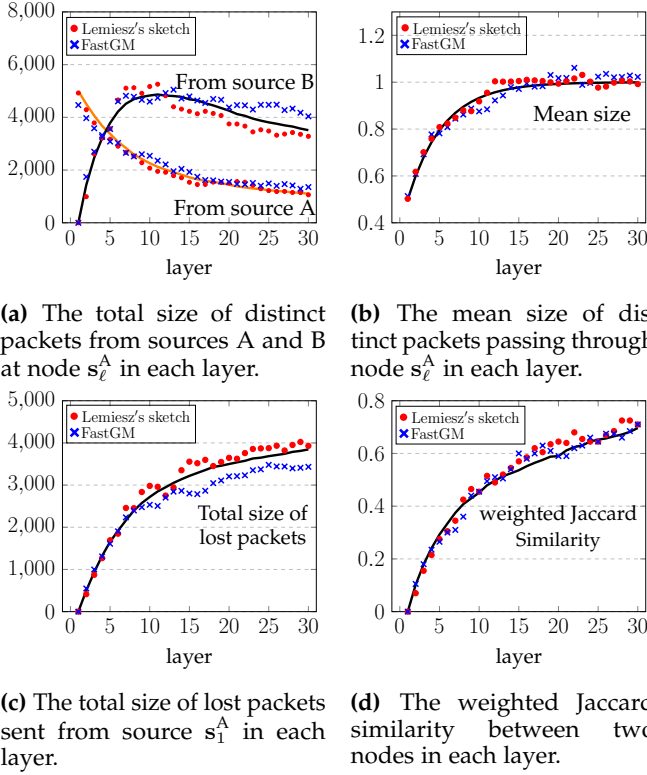 8,000
6,000
4,000
2,000
0
Lemiesz's sketch
FastGM
From source B
From source A
0 5 10 15 20 25 30
layer
1.2
1
0.8
0.6
0.4
Lemiesz's sketch
FastGM
Mean size
0 5 10 15 20 25 30
layer
(a) The total size of distinct
packets from sources A and B
at node s_ℓ^A in each layer.
(b) The mean size of dis
tinct packets passing through
node s_ℓ^A in each layer.
5,000
4,000
3,000
2,000
1,000
0
Lemiesz's sketch
FastGM
Total size of
lost packets
0 5 10 15 20 25 30
layer
0.8
0.6
0.4
0.2
0
Lemiesz's sketch
FastGM
weighted Jaccard
Similarity
0 5 10 15 20 25 30
layer
(c) The total size of lost packets
sent from source s_1^A in each
layer.
(d) The weighted Jaccard
similarity between two
nodes in each layer.